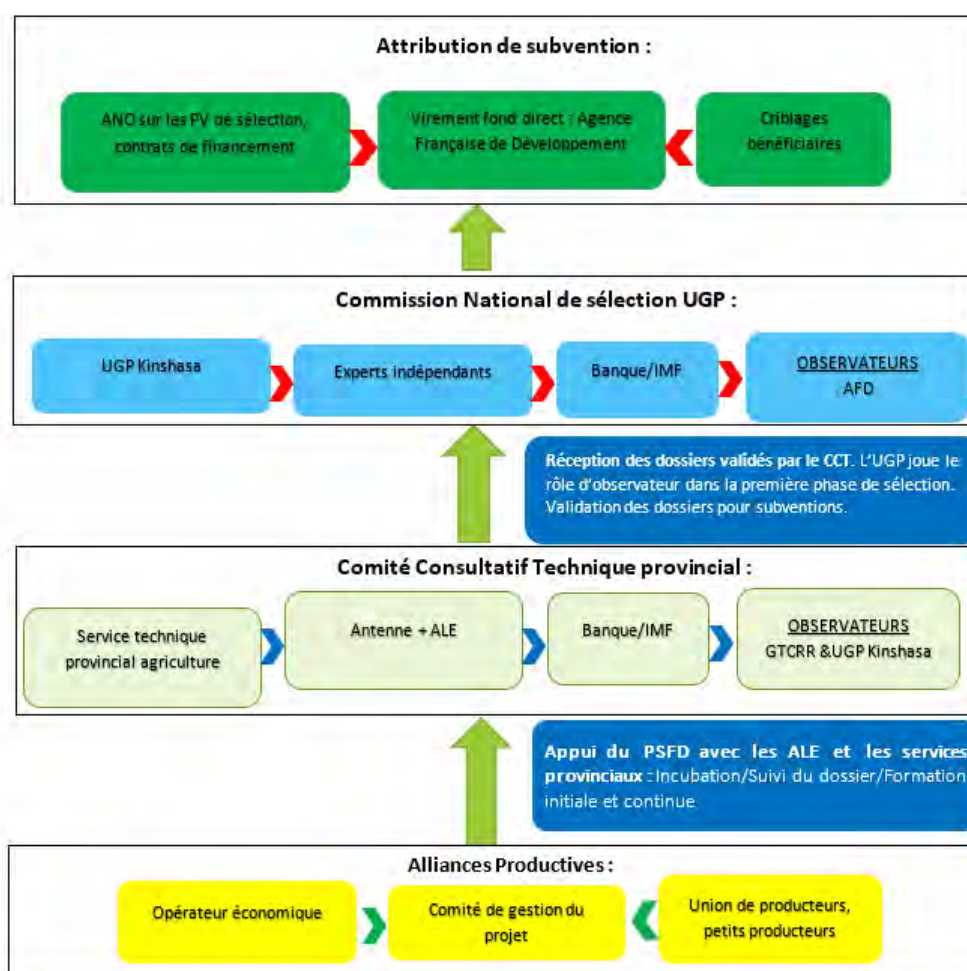 Attribution de subvention :
ANO sur les PV de sélection,
contrats de financement
Virement fond direct : Agence
Française de Développement
Criblages
bénéficiaires
Commission National de sélection UGP :
UGP Kinshasa
Experts indépendants
Banque/IMF
OBSERVATEURS
AFD
Réception des dossiers validés par le CCT. L'UGP joue le
rôle d'observateur dans la première phase de sélection.
Validation des dossiers pour subventions.
Comité Consultatif Technique provincial :
Service technique
provincial agriculture
Antenne + ALE
Banque/IMF
OBSERVATEURS
GTCRR &UGP Kinshasa
Appui du PSFD avec les ALE et les services
provinciaux : Incubation/Suivi du dossier/Formation
initiale et continue
Alliances Productives :
Opérateur économique
Comité de gestion du
projet
Union de producteurs,
petits producteurs